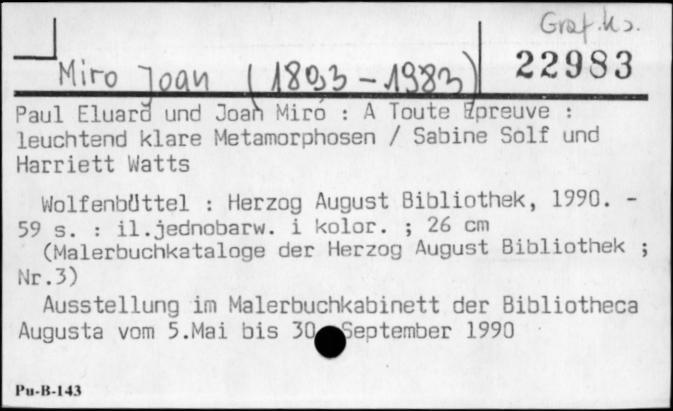 Graf. ks.
22983
Miro Joan (1893-1983)
Paul Eluard und Joan Miró : A Toute Epreuve :
leuchtend klare Metamorphosen / Sabine Solf und
Harriett Watts
Wolfenbüttel : Herzog August Bibliothek, 1990. -
59 s. : il.jednobarw. i kolor. ; 26 cm
(Malerbuchkataloge der Herzog August Bibliothek ;
Nr.3)
Ausstellung im Malerbuchkabinett der Bibliotheca
Augusta vom 5.Mai bis 30 September 1990
Pu-B-143